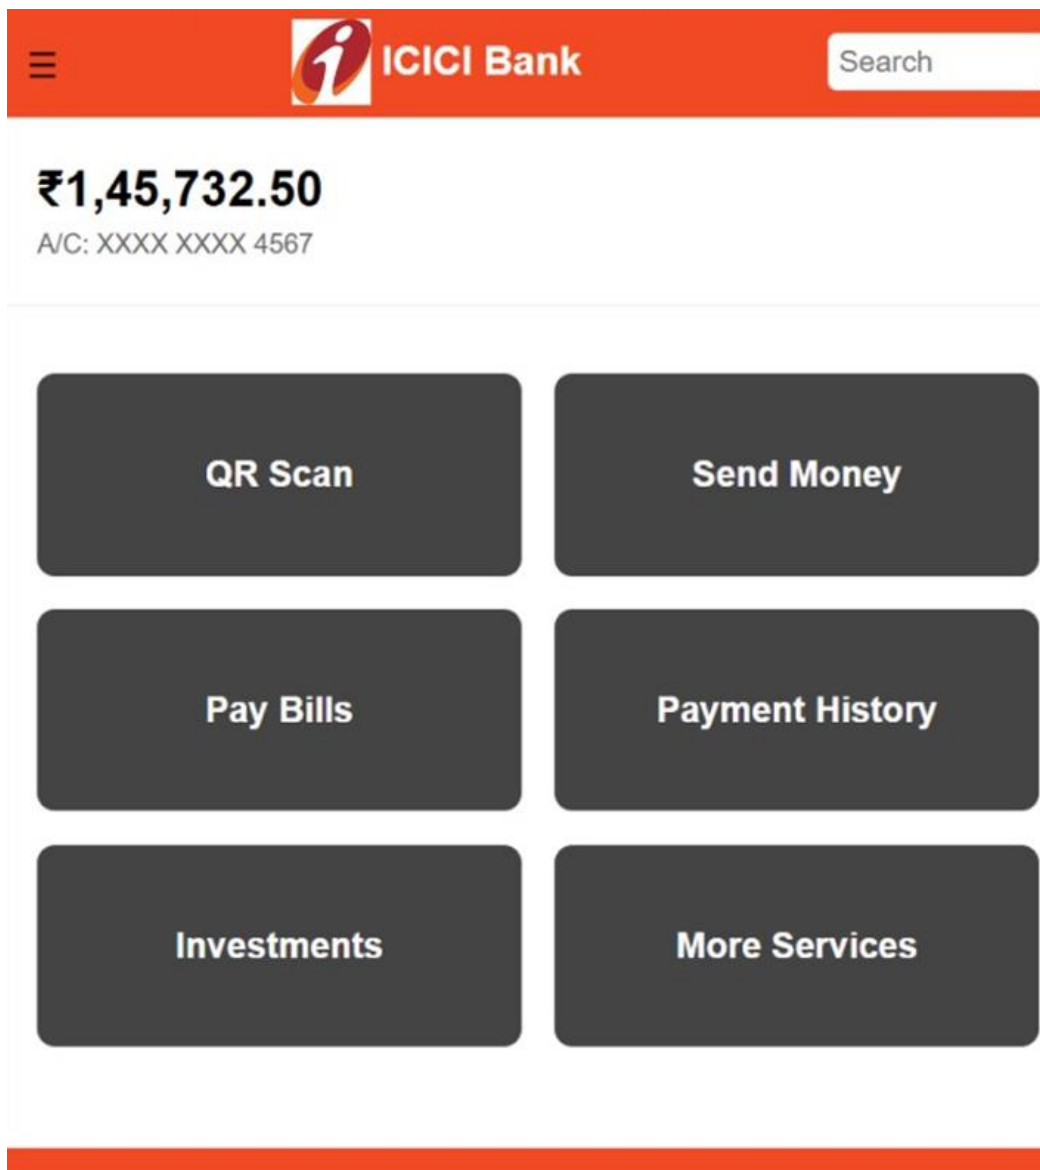 ☰ ICICI Bank Search
₹1,45,732.50
A/C: XXXX XXXX 4567
QR Scan Send Money
Pay Bills Payment History
Investments More Services